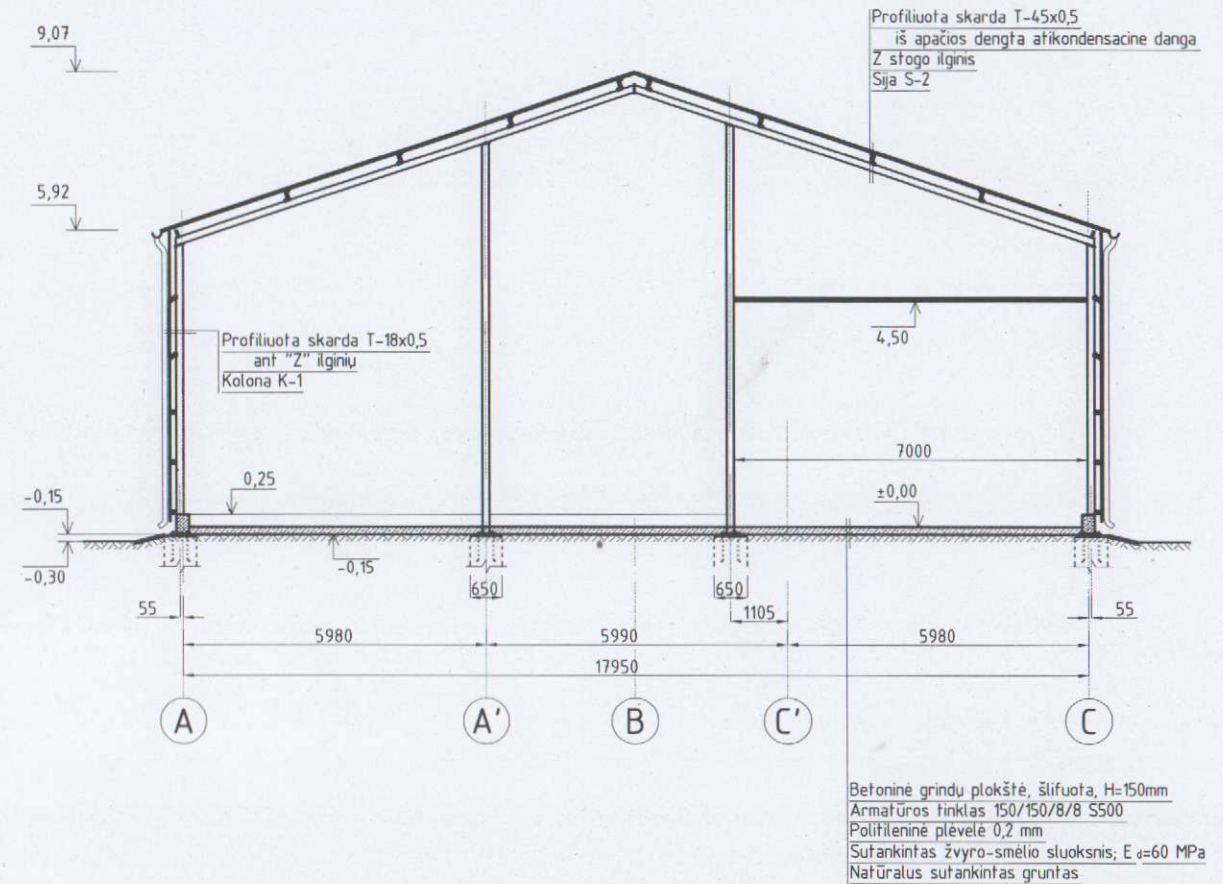 Profiliuota skarda T-45x0,5
iš apačios dengta atikondensacine danga
Z stogo ilginis
Sija S-2
9,07
5,92
4,50
Profiliuota skarda T-18x0,5
ant "Z" ilginių
Kolona K-1
7000
0,25
±0,00
-0,15
-0,30
-0,15
650
650
55
1105
55
5980
5990
5980
17950
A
A'
B
C'
C
Betoninė grindų plokštė, šlifuota, H=150mm
Armatūros tinklas 150/150/8/8 S500
Politileninė plėvelė 0,2 mm
Sutankintas žvyro-smėlio sluoksnis; E d=60 MPa
Natūralus sutankintas gruntas